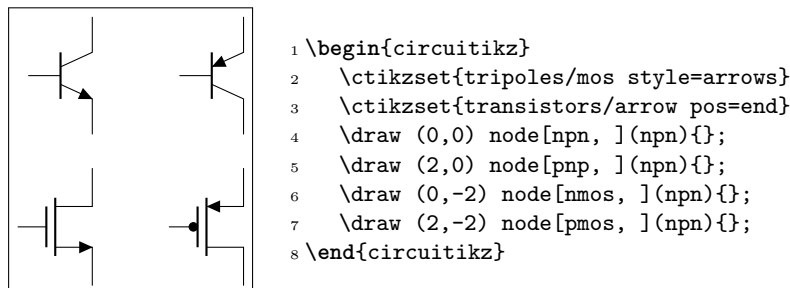 1 \begin{circuitikz}
2 \ctikzset{tripoles/mos style=arrows}
3 \ctikzset{transistors/arrow pos=end}
4 \draw (0,0) node[npn, ](npn){};
5 \draw (2,0) node[pnp, ](npn){};
6 \draw (0,-2) node[nmos, ](npn){};
7 \draw (2,-2) node[pmos, ](npn){};
8 \end{circuitikz}